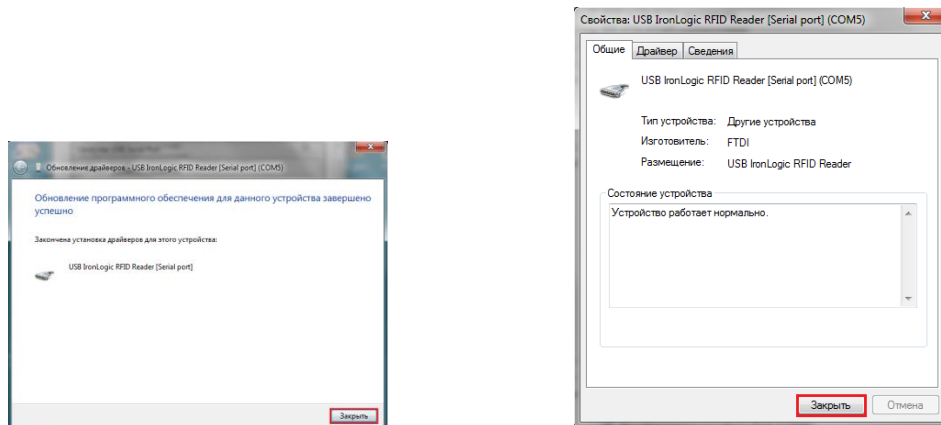 Обновление драйверов - USB IronLogic RFID Reader [Serial port] (COM5)
Обновление программного обеспечения для данного устройства завершено
успешно
Закончена установка драйверов для этого устройства:
USB IronLogic RFID Reader [Serial port]
Закрыть
Свойства: USB IronLogic RFID Reader [Serial port] (COM5)
Общие Драйвер Сведения
USB IronLogic RFID Reader [Serial port] (COM5)
Тип устройства: Другие устройства
Изготовитель: FTDI
Размещение: USB IronLogic RFID Reader
Состояние устройства
Устройство работает нормально.
Закрыть Отмена